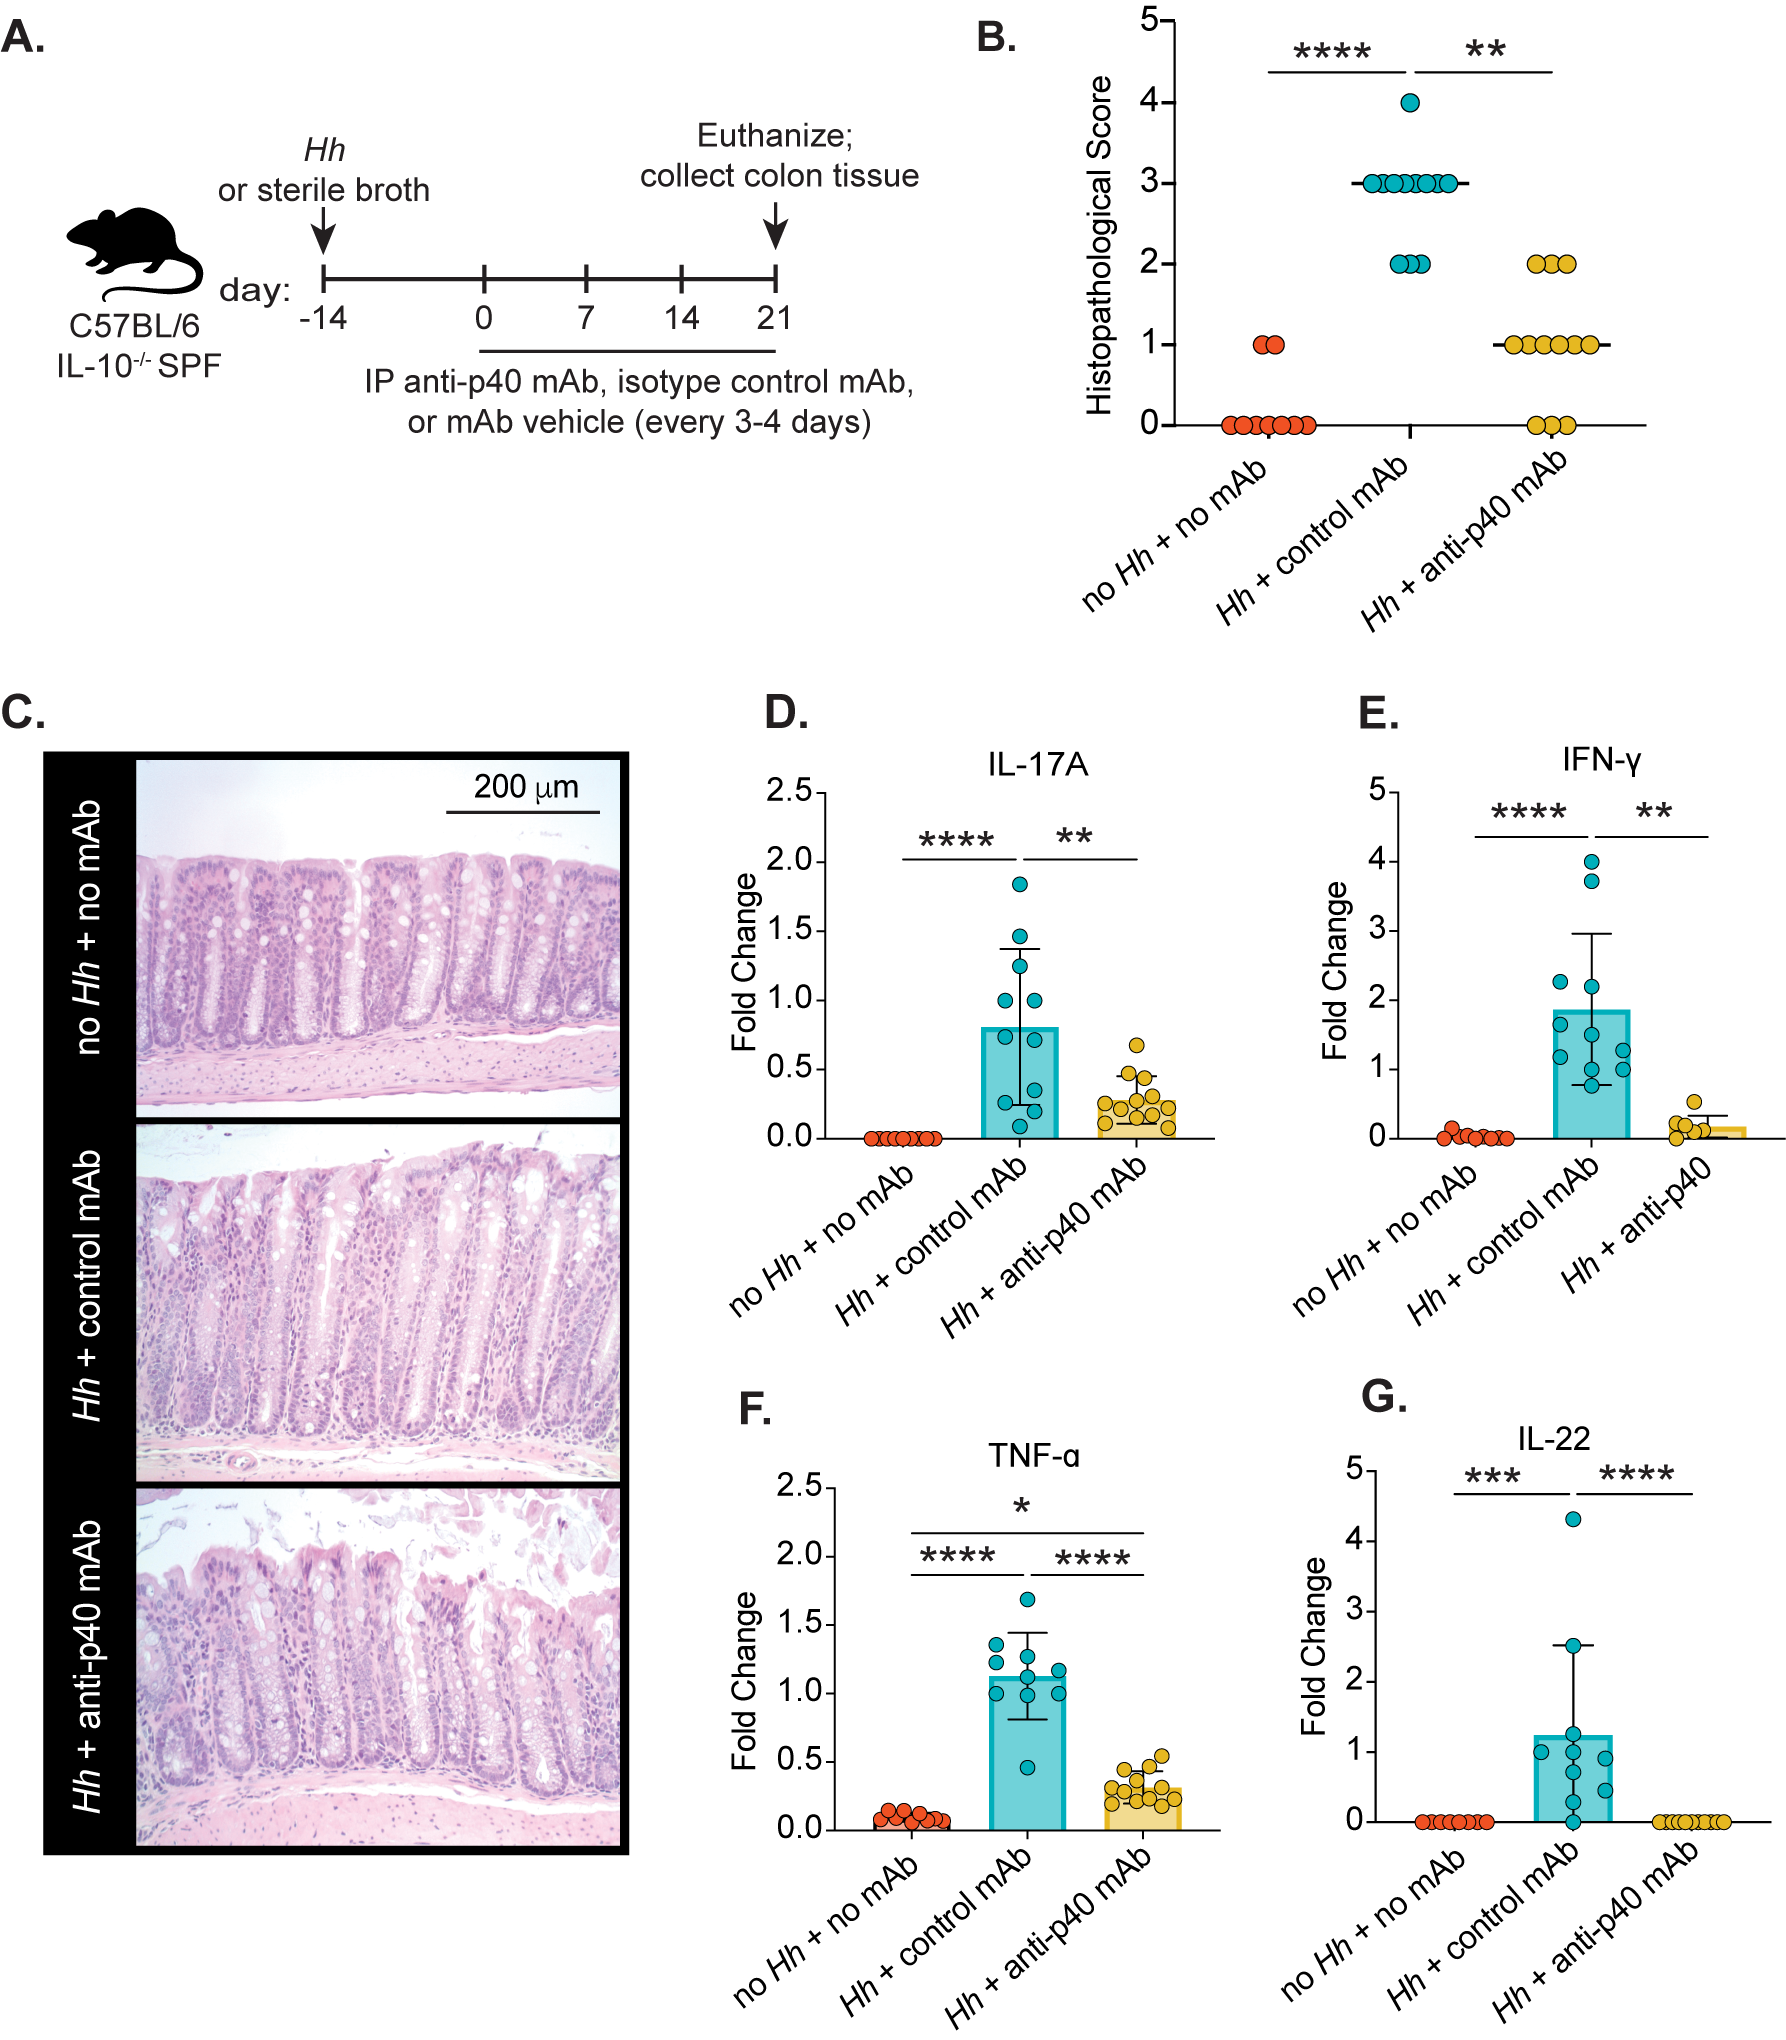 A.
Hh
or sterile broth
Euthanize;
collect colon tissue
day:
-14
0
7
14
21
C57BL/6
IL-10-/- SPF
IP anti-p40 mAb, isotype control mAb,
or mAb vehicle (every 3-4 days)
B.
Histopathological Score
5
4
3
2
1
0
****
**
no Hh + no mAb
Hh + control mAb
Hh + anti-p40 mAb
C.
200 μm
no Hh + no mAb
Hh + control mAb
Hh + anti-p40 mAb
D.
IL-17A
Fold Change
2.5
2.0
1.5
1.0
0.5
0.0
****
**
no Hh + no mAb
Hh + control mAb
Hh + anti-p40 mAb
E.
IFN-γ
Fold Change
5
4
3
2
1
0
****
**
no Hh + no mAb
Hh + control mAb
Hh + anti-p40
F.
TNF-α
Fold Change
2.5
2.0
1.5
1.0
0.5
0.0
*
****
****
no Hh + no mAb
Hh + control mAb
Hh + anti-p40 mAb
G.
IL-22
Fold Change
5
4
3
2
1
0
***
****
no Hh + no mAb
Hh + control mAb
Hh + anti-p40 mAb